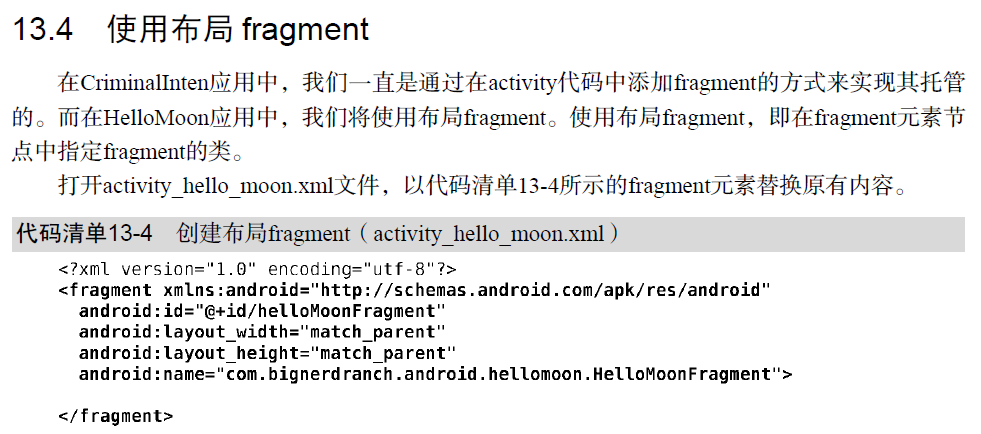 13.4 使用布局 fragment
在CriminalInten应用中，我们一直是通过在activity代码中添加fragment的方式来实现其托管
的。而在HelloMoon应用中，我们将使用布局fragment。使用布局fragment，即在fragment元素节
点中指定fragment的类。
打开activity_hello_moon.xml文件，以代码清单13-4所示的fragment元素替换原有内容。
代码清单13-4 创建布局fragment（activity_hello_moon.xml）
<?xml version="1.0" encoding="utf-8"?>
<fragment xmlns:android="http://schemas.android.com/apk/res/android"
  android:id="@+id/helloMoonFragment"
  android:layout_width="match_parent"
  android:layout_height="match_parent"
  android:name="com.bignerdranch.android.hellomoon.HelloMoonFragment">
</fragment>